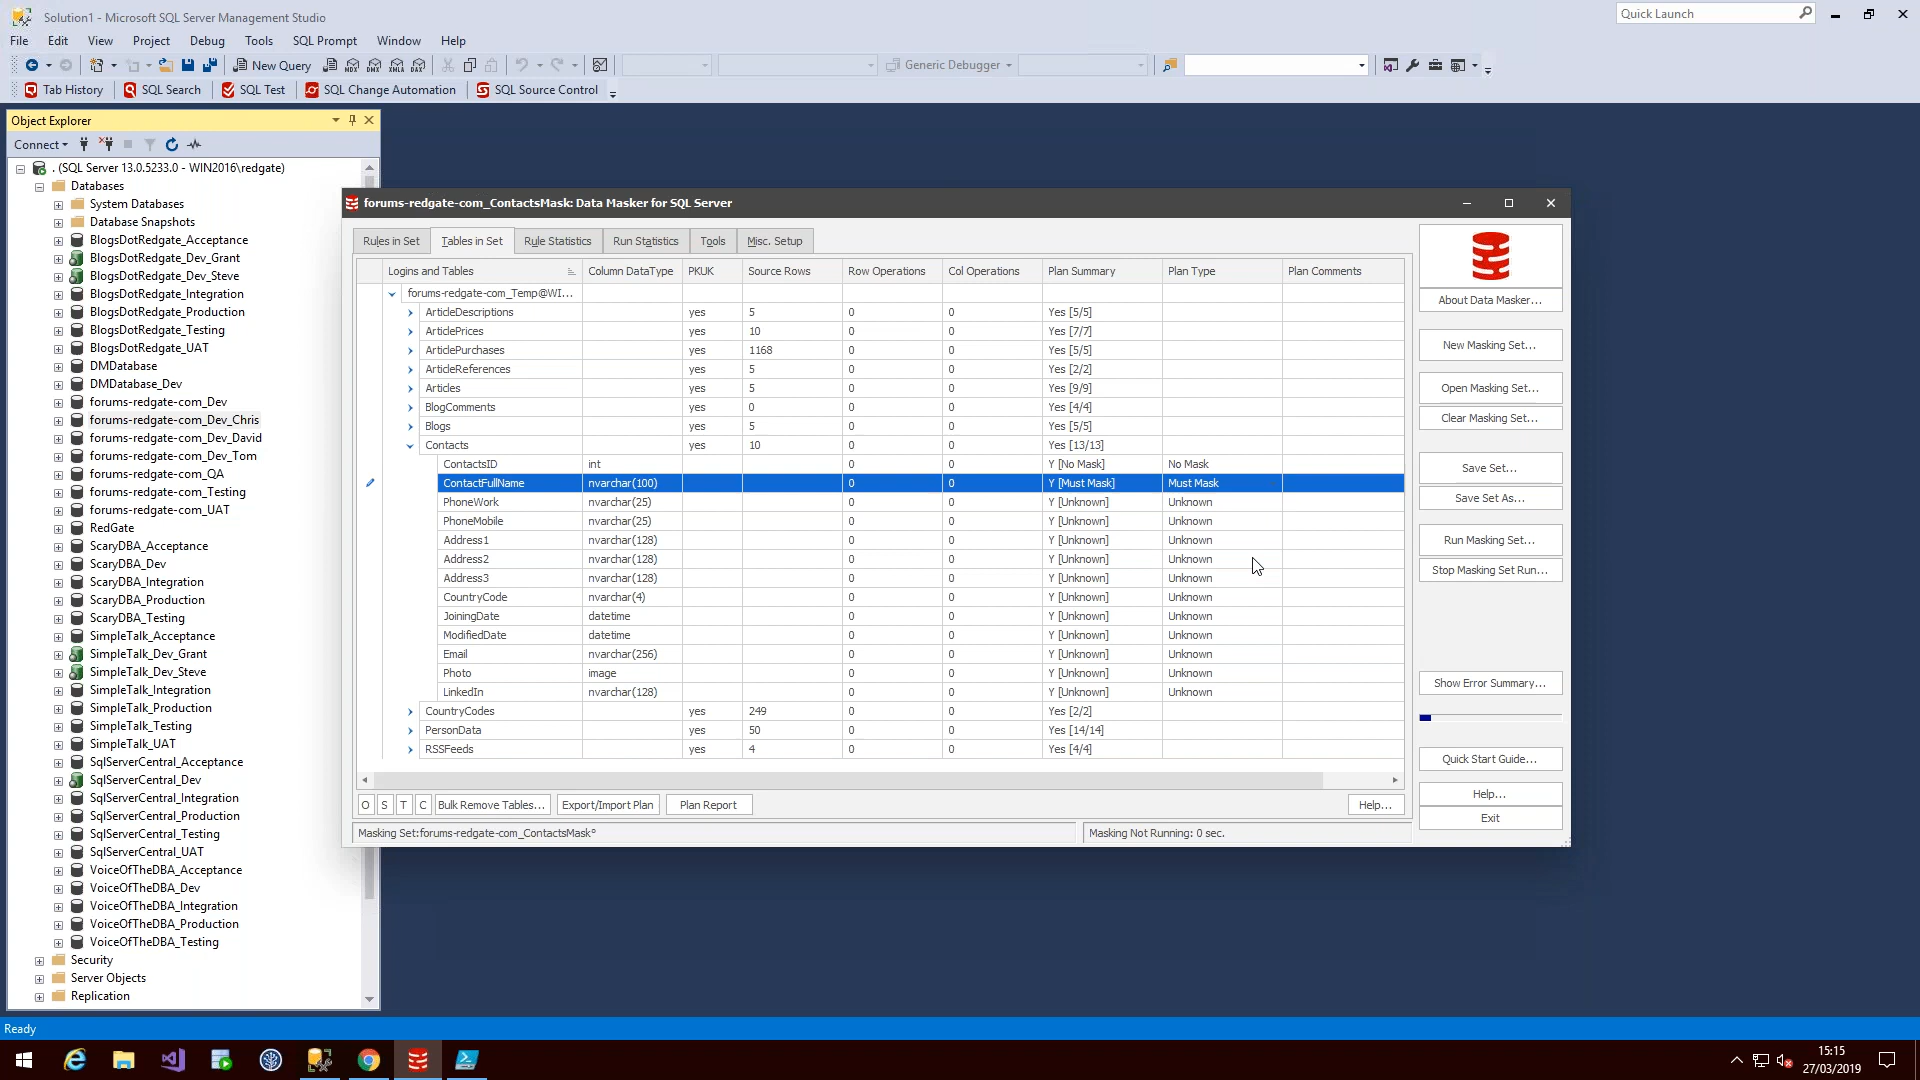 Solution1 - Microsoft SQL Server Management Studio
Quick Launch
File Edit View Project Debug Tools SQL Prompt Window Help
New Query MDX DMX XMLA DAX Generic Debugger
Tab History SQL Search SQL Test SQL Change Automation SQL Source Control
Object Explorer
Connect
. (SQL Server 13.0.5233.0 - WIN2016\redgate)
Databases
System Databases
Database Snapshots
BlogsDotRedgate_Acceptance
BlogsDotRedgate_Dev_Grant
BlogsDotRedgate_Dev_Steve
BlogsDotRedgate_Integration
BlogsDotRedgate_Production
BlogsDotRedgate_Testing
BlogsDotRedgate_UAT
DMDatabase
DMDatabase_Dev
forums-redgate-com_Dev
forums-redgate-com_Dev_Chris
forums-redgate-com_Dev_David
forums-redgate-com_Dev_Tom
forums-redgate-com_QA
forums-redgate-com_Testing
forums-redgate-com_UAT
RedGate
ScaryDBA_Acceptance
ScaryDBA_Dev
ScaryDBA_Integration
ScaryDBA_Production
ScaryDBA_Testing
SimpleTalk_Acceptance
SimpleTalk_Dev_Grant
SimpleTalk_Dev_Steve
SimpleTalk_Integration
SimpleTalk_Production
SimpleTalk_Testing
SimpleTalk_UAT
SqlServerCentral_Acceptance
SqlServerCentral_Dev
SqlServerCentral_Integration
SqlServerCentral_Production
SqlServerCentral_Testing
SqlServerCentral_UAT
VoiceOfTheDBA_Acceptance
VoiceOfTheDBA_Dev
VoiceOfTheDBA_Integration
VoiceOfTheDBA_Production
VoiceOfTheDBA_Testing
Security
Server Objects
Replication
forums-redgate-com_ContactsMask: Data Masker for SQL Server
Rules in Set Tables in Set Rule Statistics Run Statistics Tools Misc. Setup
Logins and Tables Column DataType PKUK Source Rows Row Operations Col Operations Plan Summary Plan Type Plan Comments
forums-redgate-com_Temp@WI...
ArticleDescriptions yes 5 0 0 Yes [5/5]
ArticlePrices yes 10 0 0 Yes [7/7]
ArticlePurchases yes 1168 0 0 Yes [5/5]
ArticleReferences yes 5 0 0 Yes [2/2]
Articles yes 5 0 0 Yes [9/9]
BlogComments yes 0 0 0 Yes [4/4]
Blogs yes 5 0 0 Yes [5/5]
Contacts yes 10 0 0 Yes [13/13]
ContactsID int 0 0 Y [No Mask] No Mask
ContactFullName nvarchar(100) 0 0 Y [Must Mask] Must Mask
PhoneWork nvarchar(25) 0 0 Y [Unknown] Unknown
PhoneMobile nvarchar(25) 0 0 Y [Unknown] Unknown
Address1 nvarchar(128) 0 0 Y [Unknown] Unknown
Address2 nvarchar(128) 0 0 Y [Unknown] Unknown
Address3 nvarchar(128) 0 0 Y [Unknown] Unknown
CountryCode nvarchar(4) 0 0 Y [Unknown] Unknown
JoiningDate datetime 0 0 Y [Unknown] Unknown
ModifiedDate datetime 0 0 Y [Unknown] Unknown
Email nvarchar(256) 0 0 Y [Unknown] Unknown
Photo image 0 0 Y [Unknown] Unknown
LinkedIn nvarchar(128) 0 0 Y [Unknown] Unknown
CountryCodes yes 249 0 0 Yes [2/2]
PersonData yes 50 0 0 Yes [14/14]
RSSFeeds yes 4 0 0 Yes [4/4]
O S T C Bulk Remove Tables... Export/Import Plan Plan Report Help...
Masking Set:forums-redgate-com_ContactsMask° Masking Not Running: 0 sec.
About Data Masker...
New Masking Set...
Open Masking Set...
Clear Masking Set...
Save Set...
Save Set As...
Run Masking Set...
Stop Masking Set Run...
Show Error Summary...
Quick Start Guide...
Help...
Exit
Ready
15:15
27/03/2019